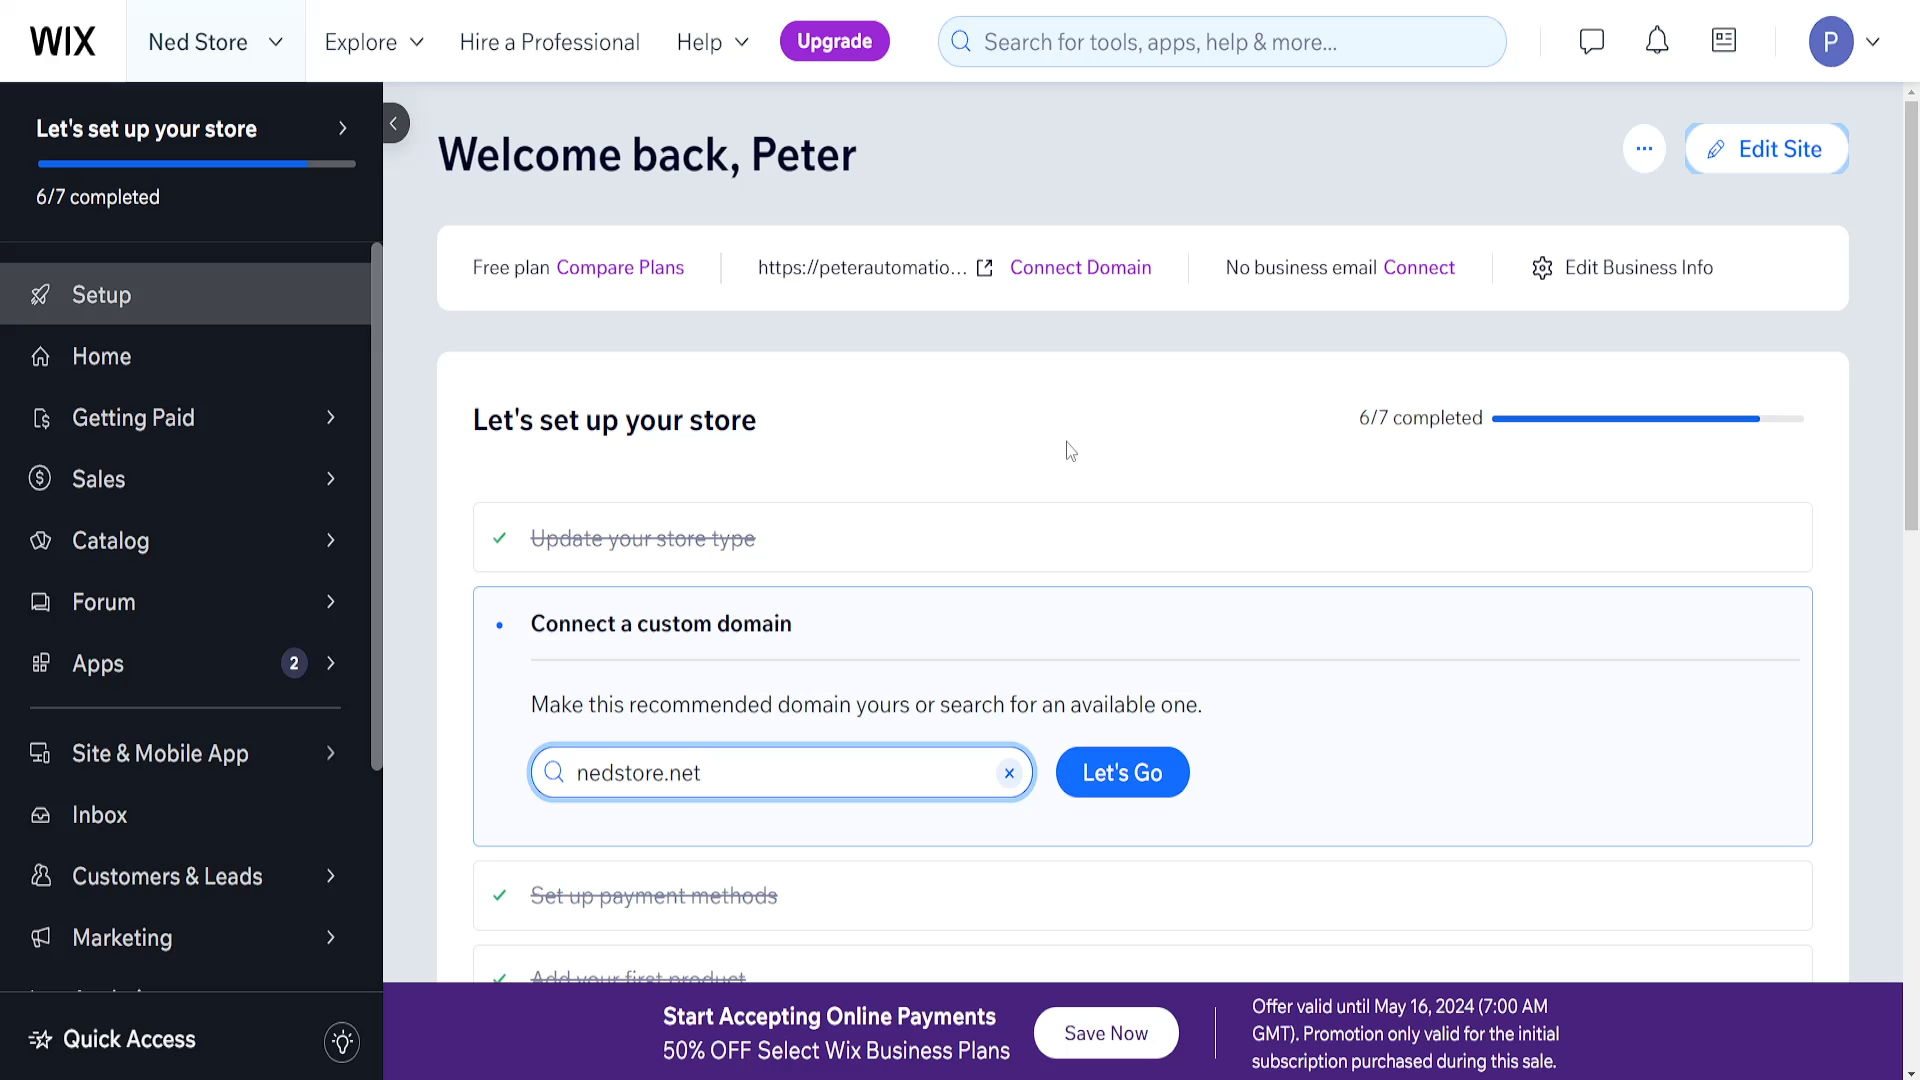 WIX
Ned Store
Explore
Hire a Professional
Help
Upgrade
Search for tools, apps, help & more...
P
Let's set up your store
6/7 completed
Setup
Home
Getting Paid
Sales
Catalog
Forum
Apps
2
Site & Mobile App
Inbox
Customers & Leads
Marketing
Quick Access
Welcome back, Peter
Edit Site
Free plan Compare Plans
https://peterautomatio... Connect Domain
No business email Connect
Edit Business Info
Let's set up your store
6/7 completed
Update your store type
Connect a custom domain
Make this recommended domain yours or search for an available one.
nedstore.net
Let's Go
Set up payment methods
Add your first product
Start Accepting Online Payments
50% OFF Select Wix Business Plans
Save Now
Offer valid until May 16, 2024 (7:00 AM
GMT). Promotion only valid for the initial
subscription purchased during this sale.